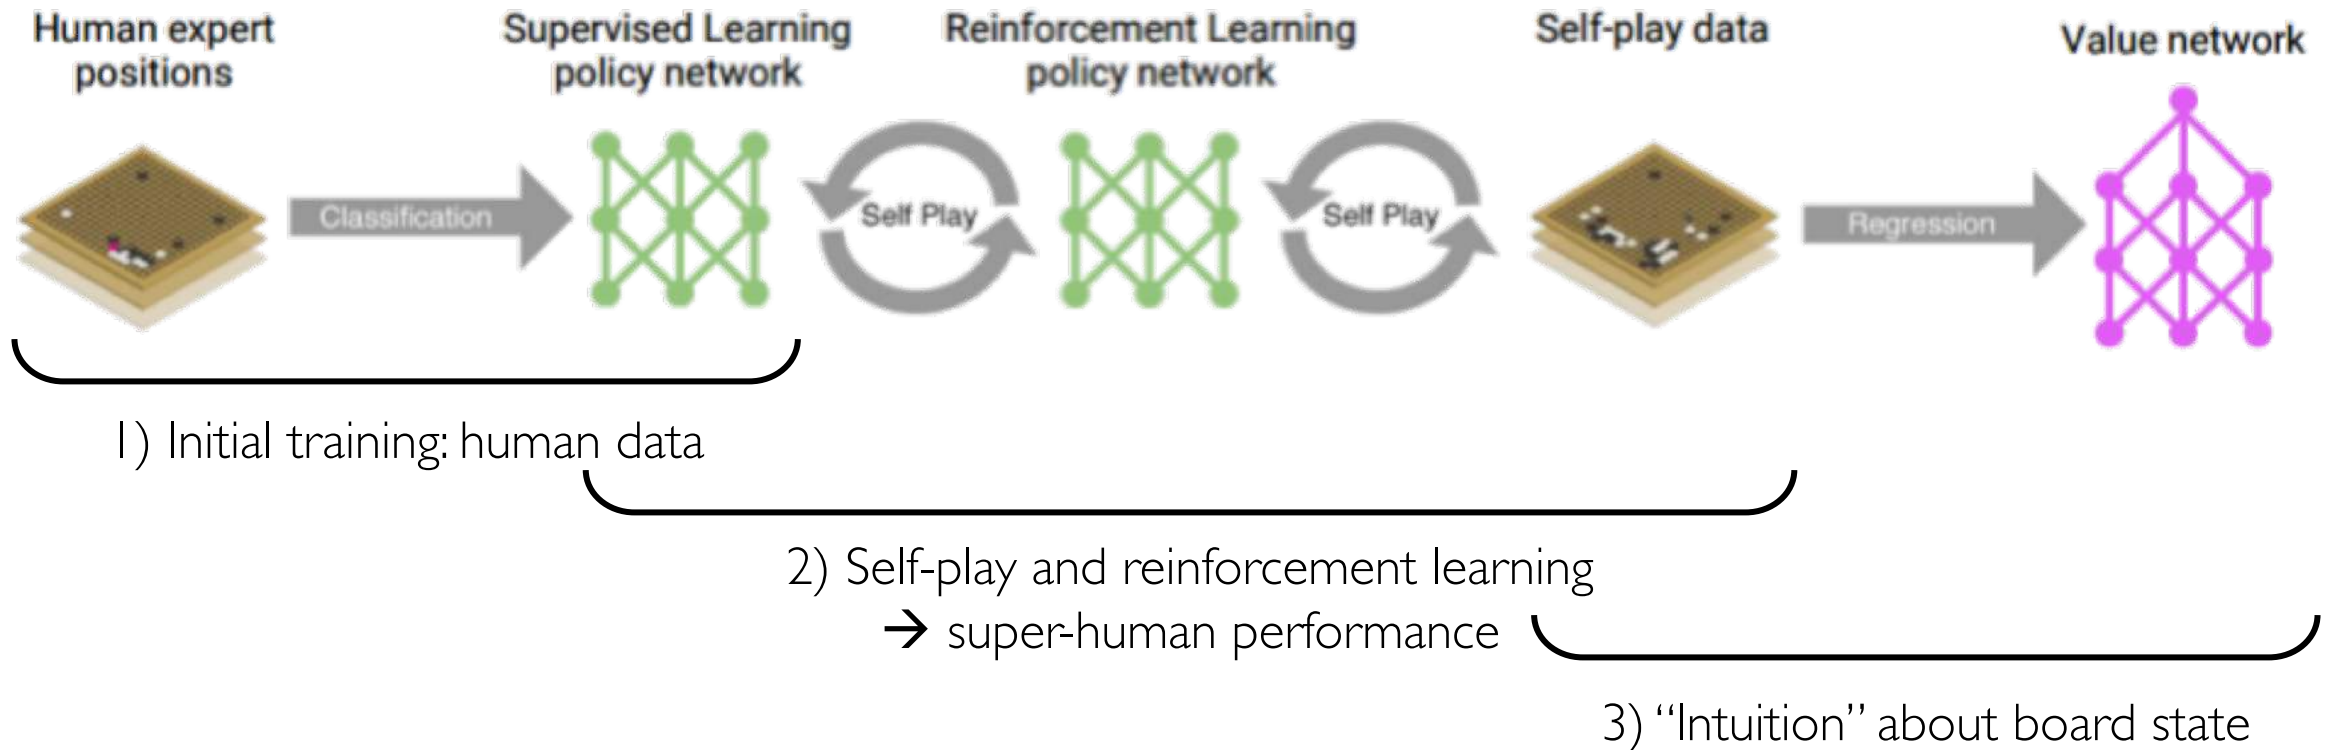 Human expert
positions
Supervised Learning
policy network
Reinforcement Learning
policy network
Self-play data
Value network
Classification
Self Play
Self Play
Regression
1) Initial training: human data
2) Self-play and reinforcement learning
→ super-human performance
3) “Intuition” about board state